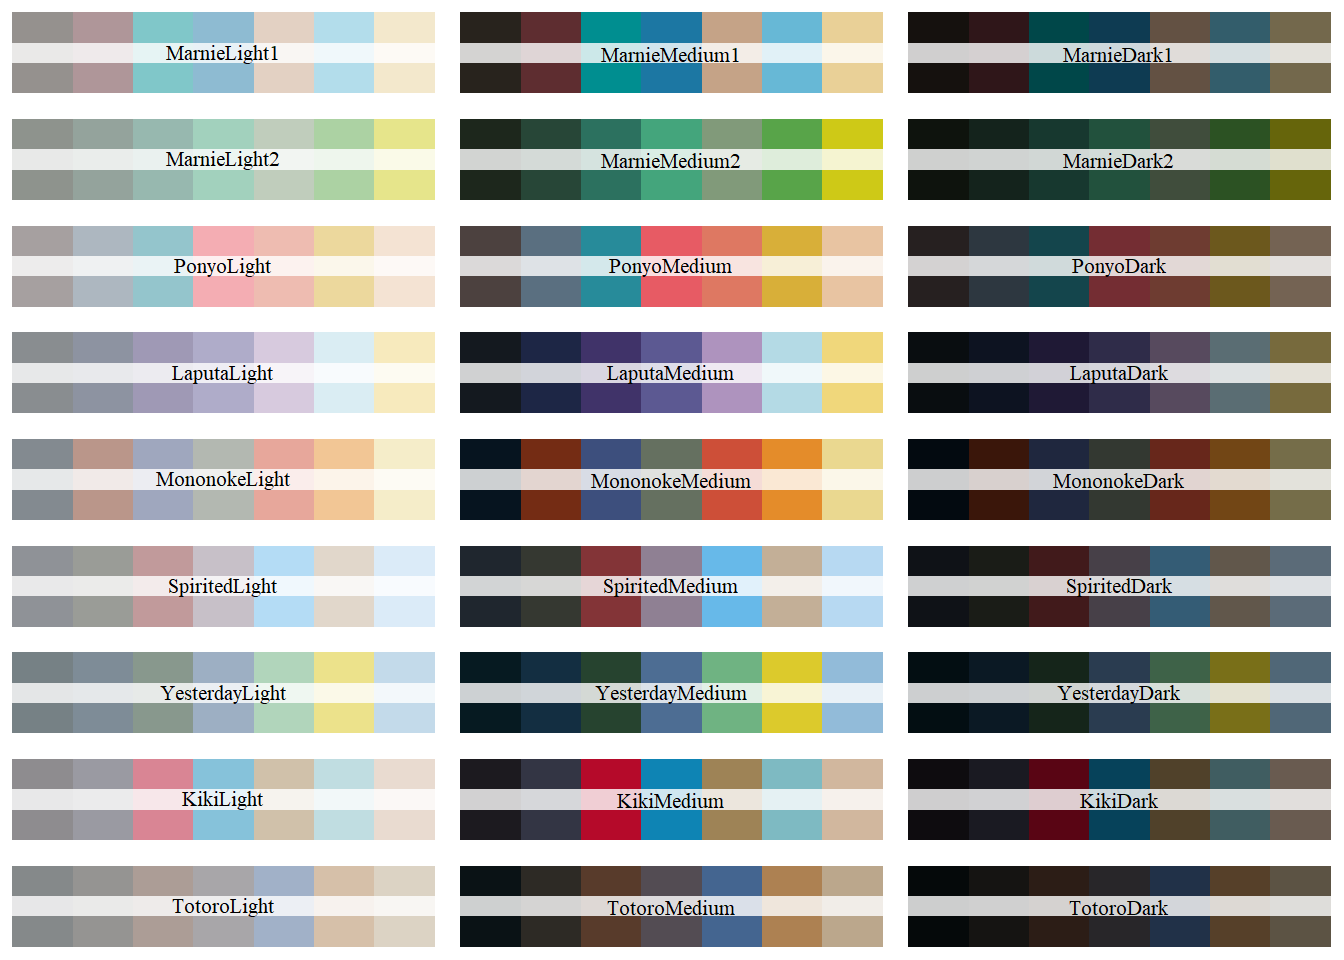 MarnieLight1
MarnieMedium1
MarnieDark1
MarnieLight2
MarnieMedium2
MarnieDark2
PonyoLight
PonyoMedium
PonyoDark
LaputaLight
LaputaMedium
LaputaDark
MononokeLight
MononokeMedium
MononokeDark
SpiritedLight
SpiritedMedium
SpiritedDark
YesterdayLight
YesterdayMedium
YesterdayDark
KikiLight
KikiMedium
KikiDark
TotoroLight
TotoroMedium
TotoroDark